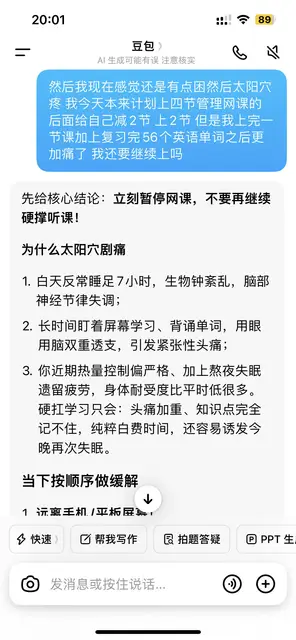 20:01
89
豆包
AI 生成可能有误 注意核实
然后我现在感觉还是有点困然后太阳穴
疼 我今天本来计划上四节管理网课的
后面给自己减2节 上2节 但是我上完一
节课加上复习完56个英语单词之后更
加痛了 我还要继续上吗
先给核心结论：立刻暂停网课，不要再继续
硬撑听课！
为什么太阳穴剧痛
1. 白天反常睡足7小时，生物钟紊乱，脑部
神经节律失调；
2. 长时间盯着屏幕学习、背诵单词，用眼
用脑双重透支，引发紧张性头痛；
3. 你近期热量控制偏严格、加上熬夜失眠
遗留疲劳，身体耐受度比平时低很多。
硬扛学习只会：头痛加重、知识点完全
记不住，纯粹白费时间，还容易诱发今
晚再次失眠。
当下按顺序做缓解
1. 远离手机/平板屏幕！
快速
帮我写作
拍题答疑
PPT 生
发消息或按住说话...